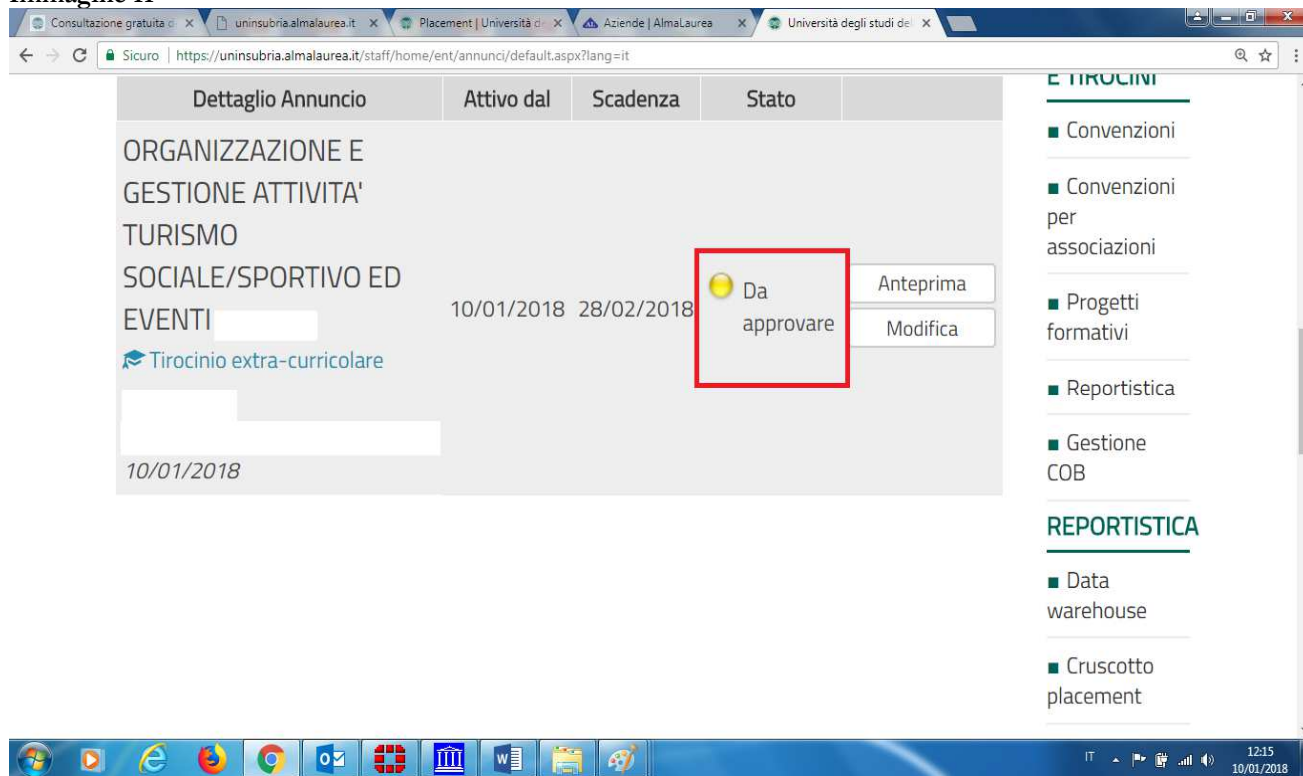 Consultazione gratuita d
uninsubria.almalaurea.it
Placement | Università de
Aziende | AlmaLaurea
Università degli studi del
Sicuro | https://uninsubria.almalaurea.it/staff/home/ent/annunci/default.aspx?lang=it
Dettaglio Annuncio Attivo dal Scadenza Stato
ORGANIZZAZIONE E
GESTIONE ATTIVITA'
TURISMO
SOCIALE/SPORTIVO ED
EVENTI
Tirocinio extra-curricolare
10/01/2018
10/01/2018 28/02/2018
Da
approvare
Anteprima
Modifica
E TIROCINI
Convenzioni
Convenzioni
per
associazioni
Progetti
formativi
Reportistica
Gestione
COB
REPORTISTICA
Data
warehouse
Cruscotto
placement
IT
12:15
10/01/2018